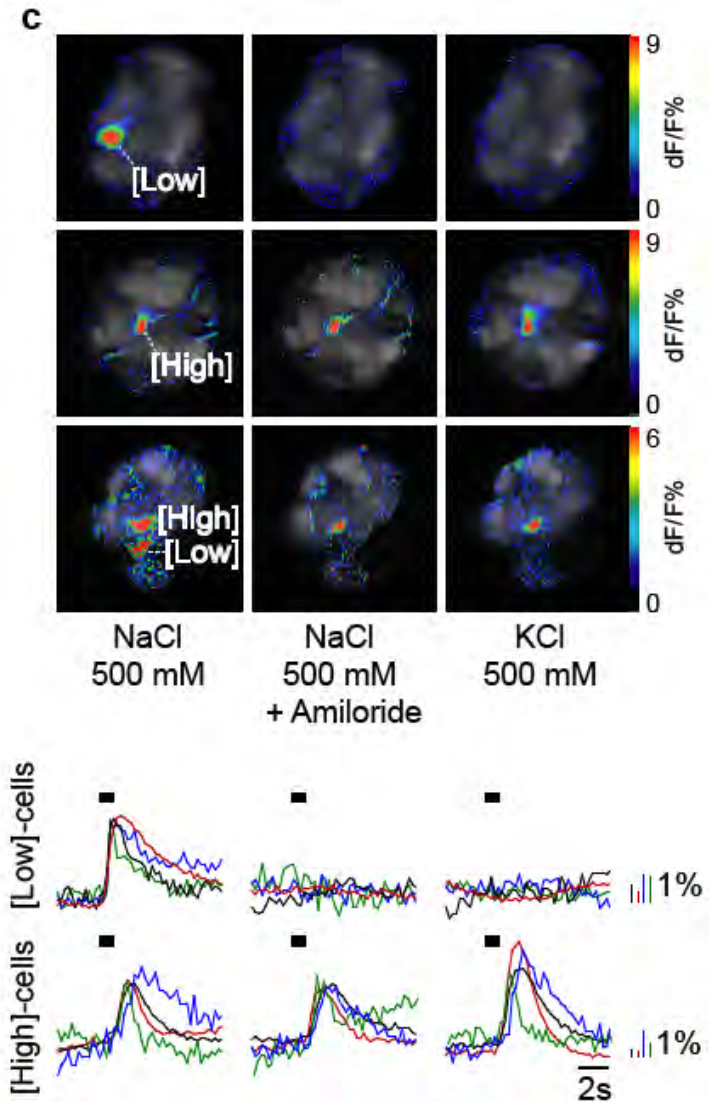 c
9
[Low]
dF/F%
0
9
[High]
dF/F%
0
6
[High]
[Low]
dF/F%
0
NaCl
500 mM
NaCl
500 mM
+ Amiloride
KCl
500 mM
[Low]-cells
1%
[High]-cells
1%
2s